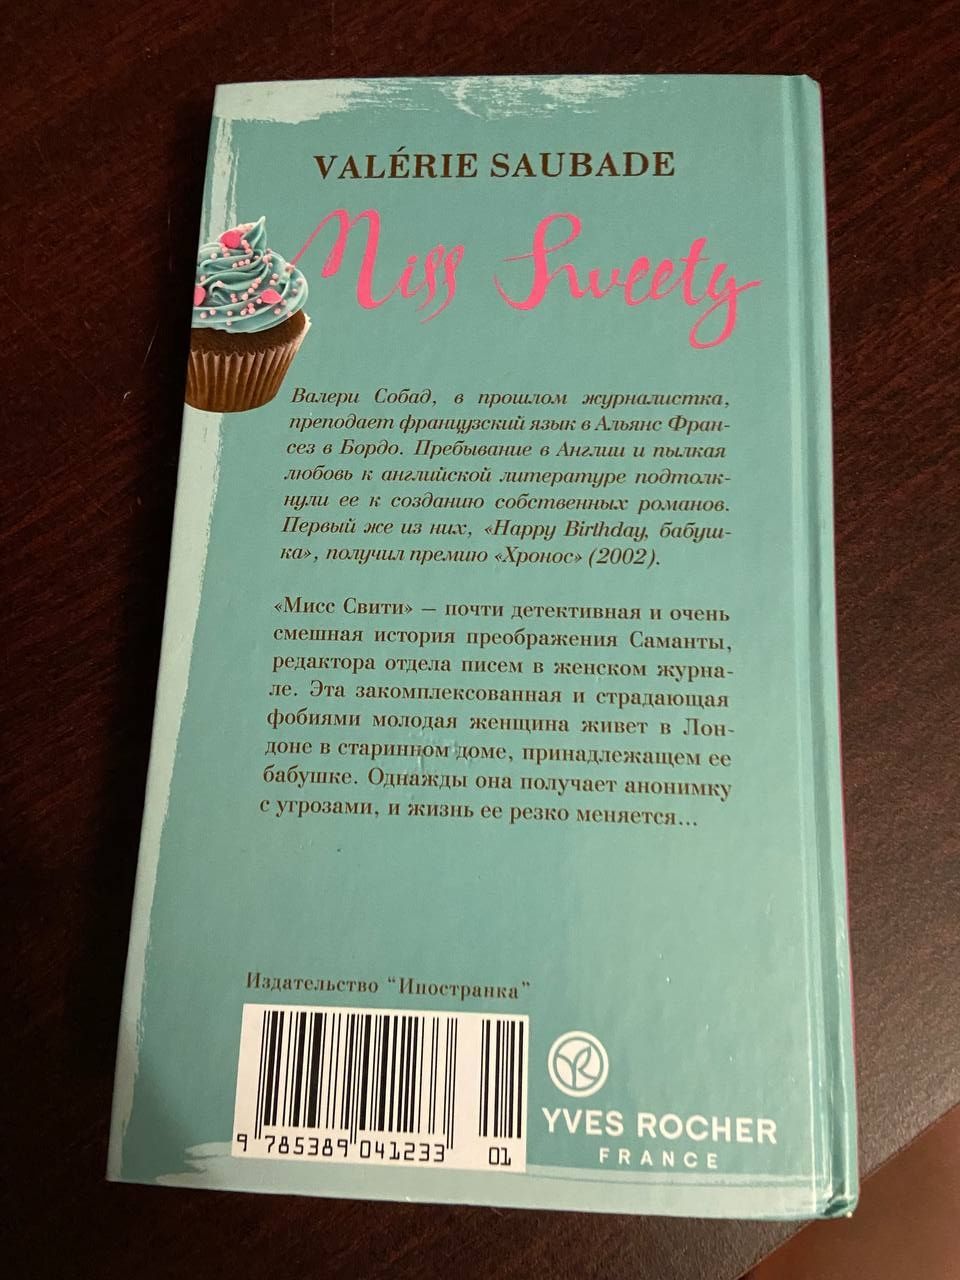 VALÉRIE SAUBADE
Miss Sweety
Валери Собад, в прошлом журналистка,
преподает французский язык в Альянс Фран-
сез в Бордо. Пребывание в Англии и пылкая
любовь к английской литературе подтолк-
нули ее к созданию собственных романов.
Первый же из них, «Happy Birthday, бабуш-
ка», получил премию «Хронос» (2002).
«Мисс Свити» — почти детективная и очень
смешная история преображения Саманты,
редактора отдела писем в женском журна-
ле. Эта закомплексованная и страдающая
фобиями молодая женщина живет в Лон-
доне в старинном доме, принадлежащем ее
бабушке. Однажды она получает анонимку
с угрозами, и жизнь ее резко меняется...
Издательство "Иностранка"
9 785389 041233 01
YVES ROCHER
FRANCE